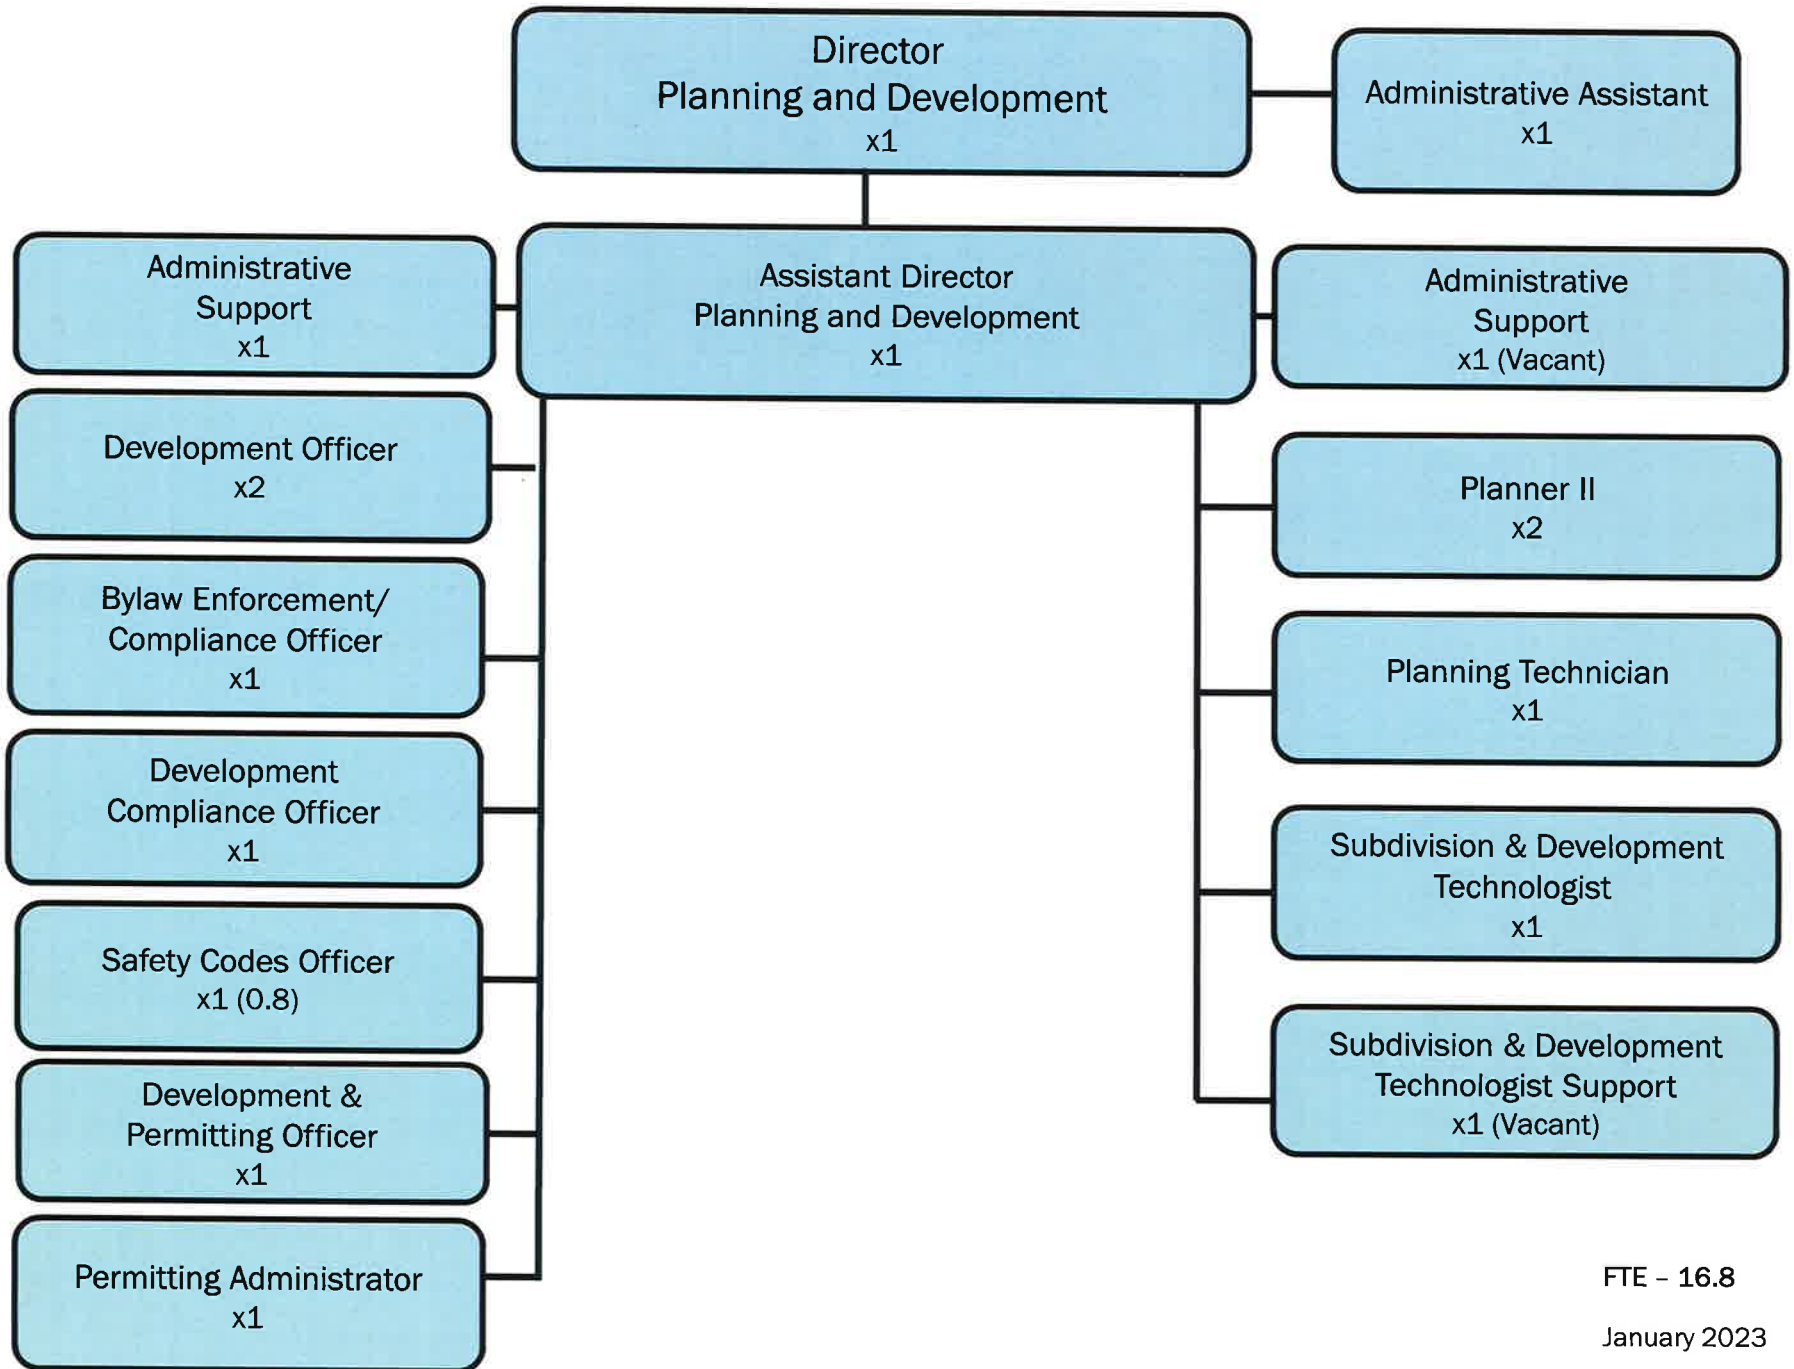 Director
Planning and Development
x1
Administrative Assistant
x1
Administrative
Support
x1
Assistant Director
Planning and Development
x1
Administrative
Support
x1 (Vacant)
Development Officer
x2
Bylaw Enforcement/
Compliance Officer
x1
Development
Compliance Officer
x1
Safety Codes Officer
x1 (0.8)
Development &
Permitting Officer
x1
Permitting Administrator
x1
Planner II
x2
Planning Technician
x1
Subdivision & Development
Technologist
x1
Subdivision & Development
Technologist Support
x1 (Vacant)
FTE – 16.8
January 2023